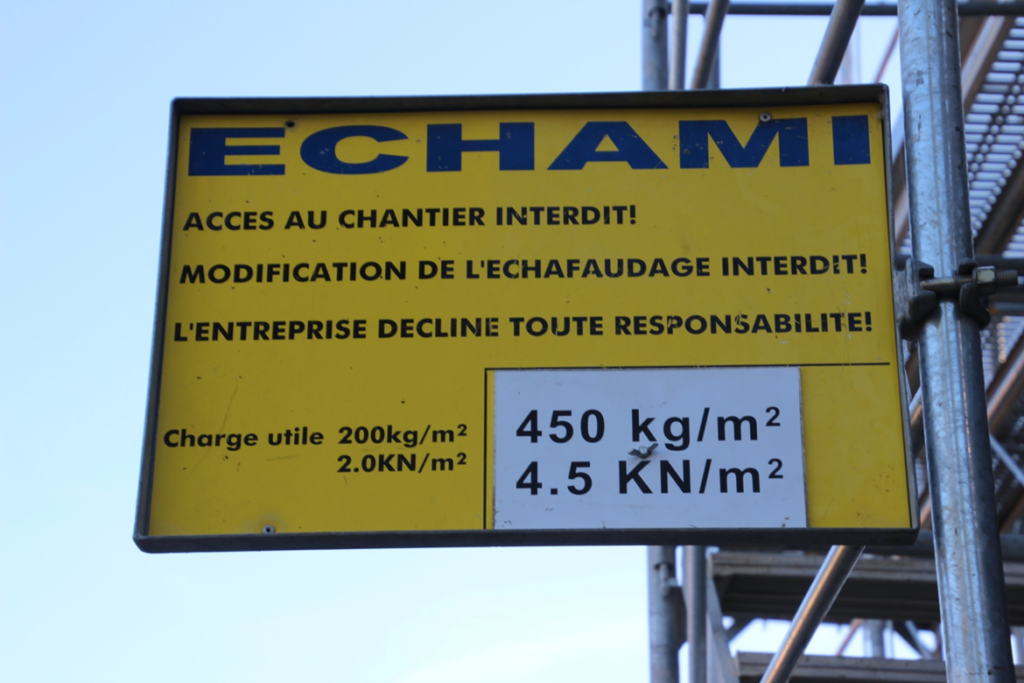 ECHAMI
ACCES AU CHANTIER INTERDIT!
MODIFICATION DE L'ECHAFAUDAGE INTERDIT!
L'ENTREPRISE DECLINE TOUTE RESPONSABILITE!
Charge utile 200kg/m²
2.0KN/m²
450 kg/m²
4.5 KN/m²